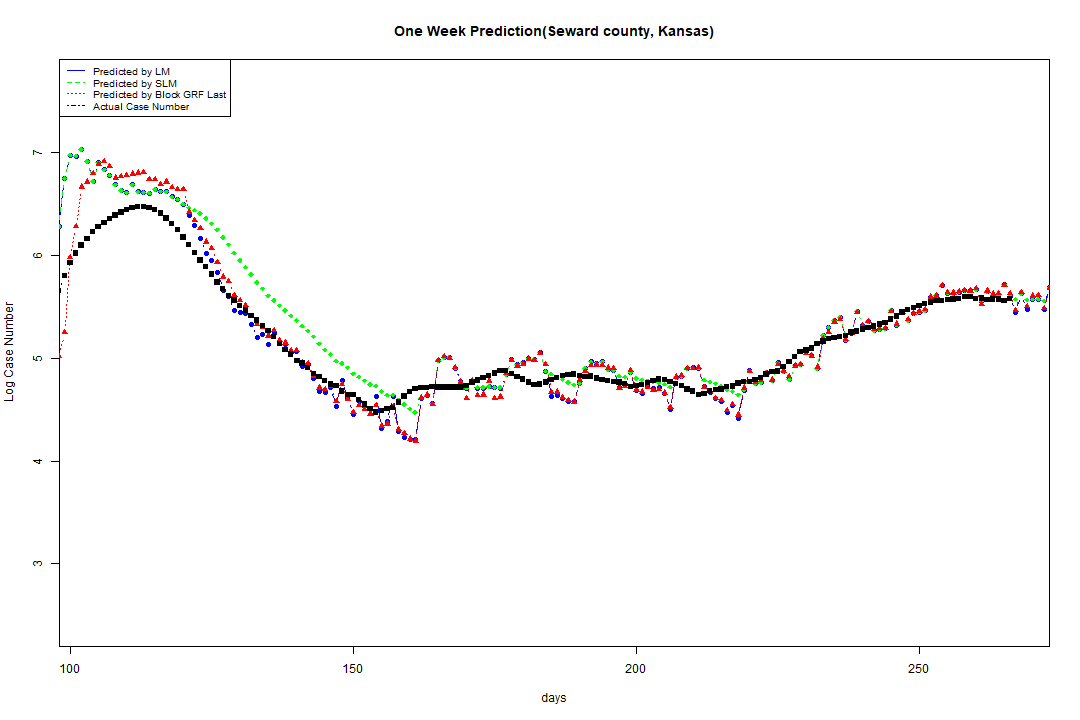 One Week Prediction(Seward county, Kansas)
Predicted by LM
Predicted by SLM
Predicted by Block GRF Last
Actual Case Number
7
6
5
4
3
Log Case Number
100 150 200 250
days